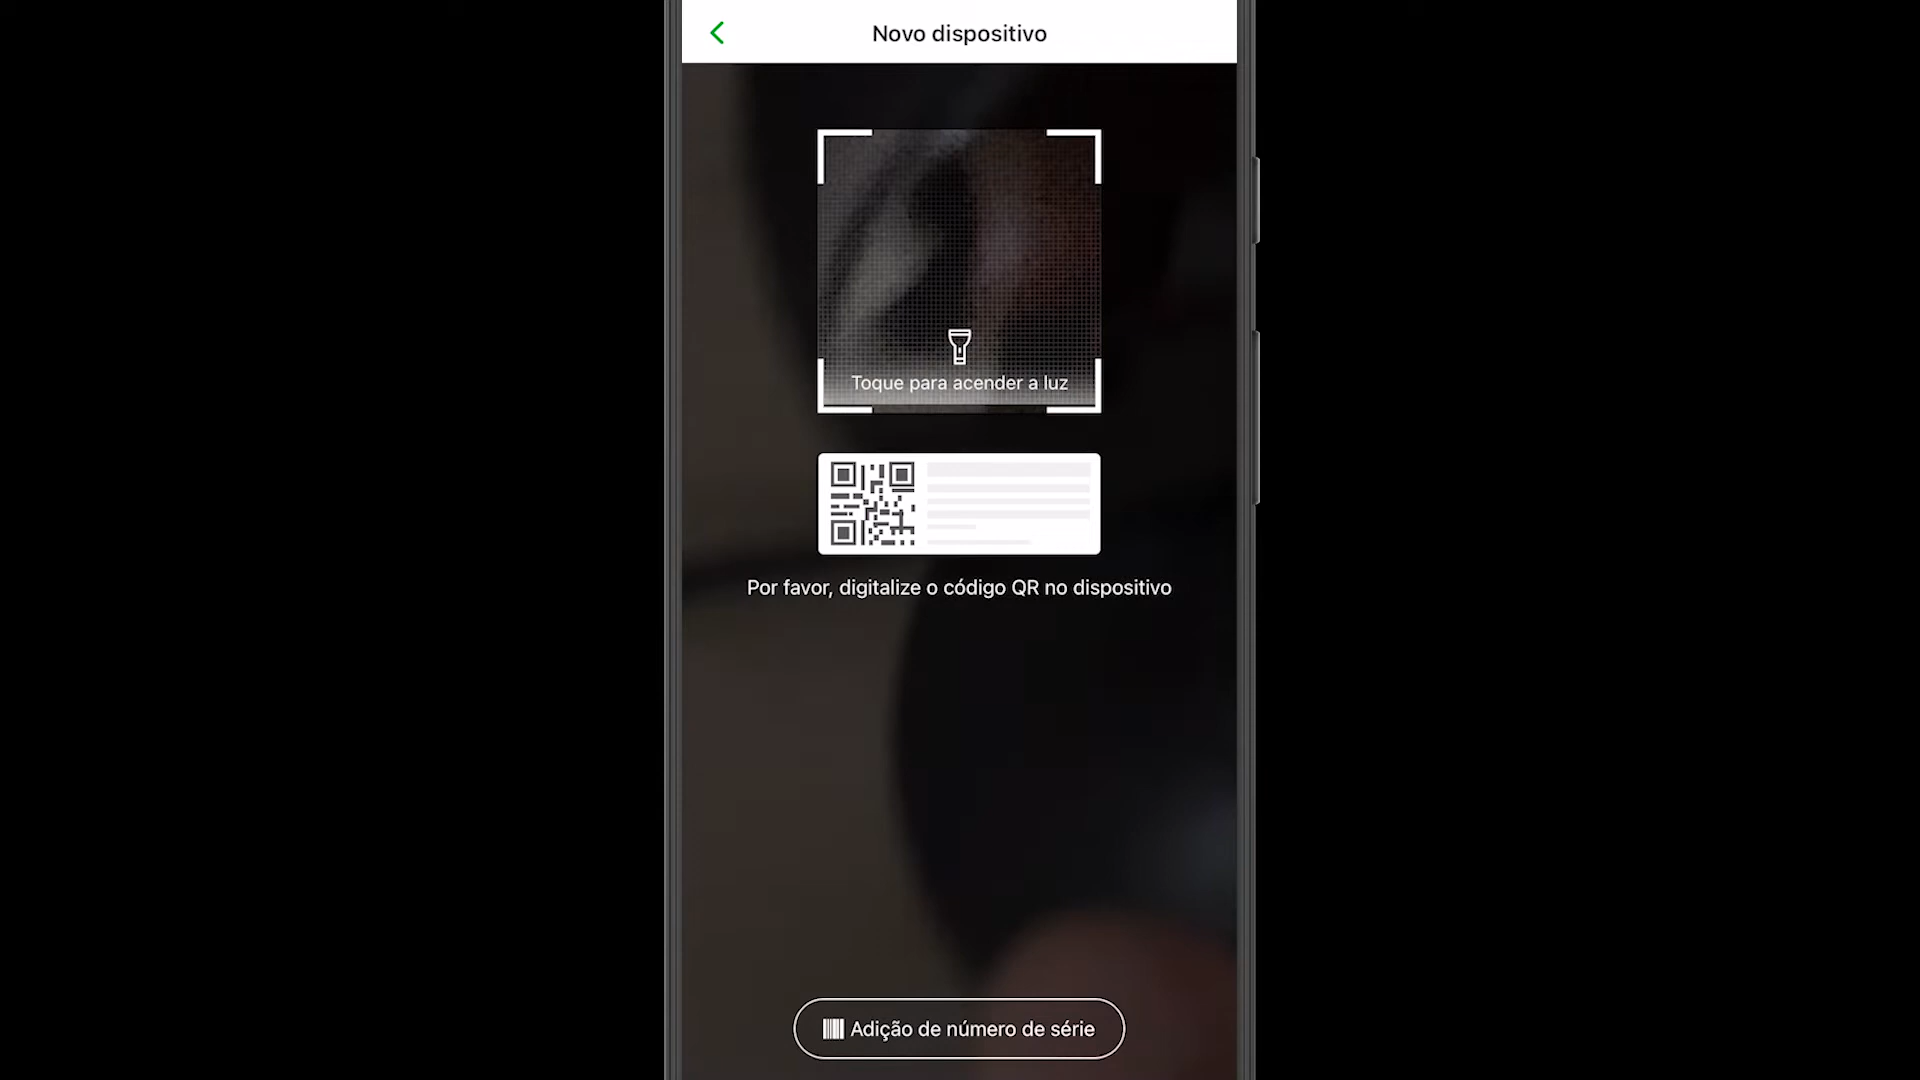 Novo dispositivo
Toque para acender a luz
Por favor, digitalize o código QR no dispositivo
Adição de número de série